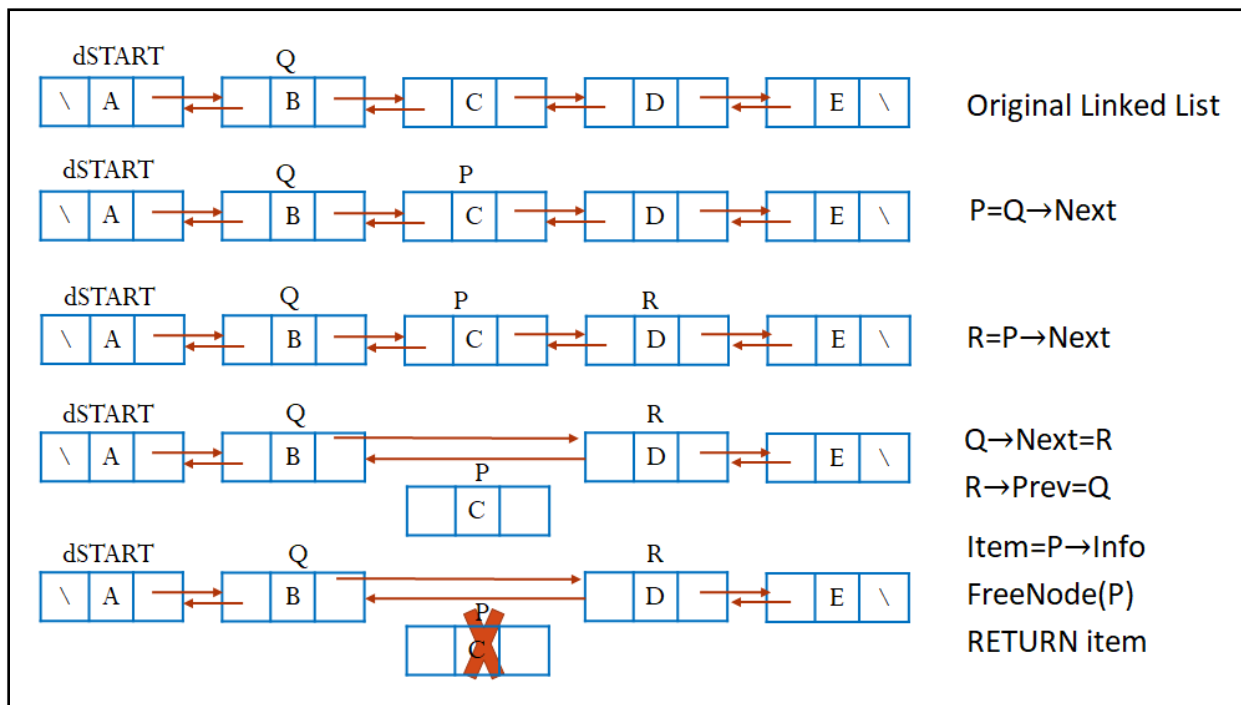 dSTART Q
\ A B C D E \ Original Linked List
dSTART Q P
\ A B C D E \ P=Q→Next
dSTART Q P R
\ A B C D E \ R=P→Next
dSTART Q R
\ A B D E \ Q→Next=R
P R→Prev=Q
C
dSTART Q R Item=P→Info
\ A B D E \ FreeNode(P)
P
C RETURN item